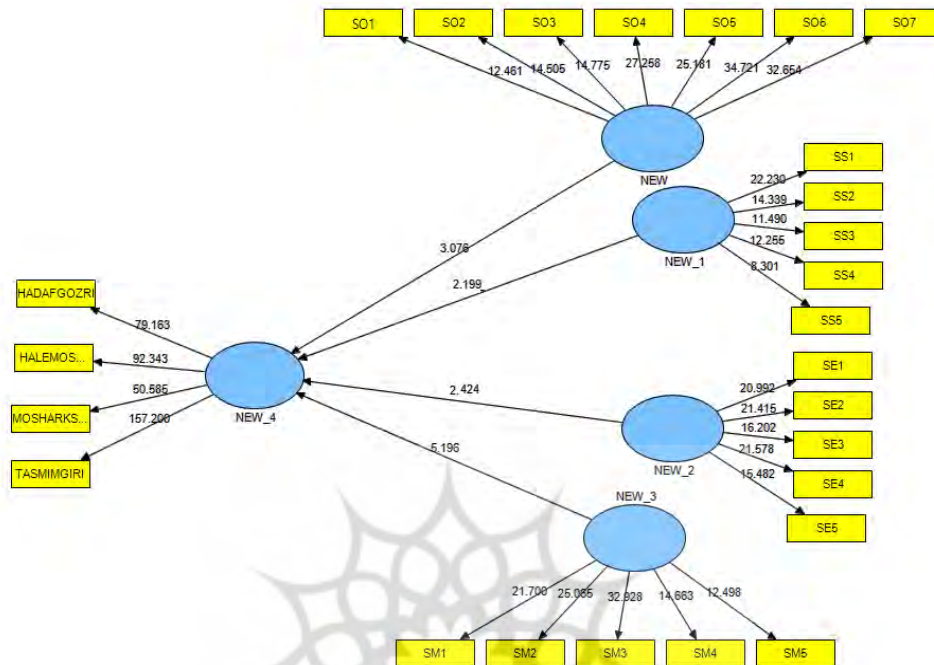 SO1 SO2 SO3 SO4 SO5 SO6 SO7
12.461 14.505 14.775 27.258 25.181 34.721 32.654
NEW
SS1
22.230
SS2
14.339
SS3
11.490
SS4
12.255
SS5
8.301
NEW_1
3.076
2.199
HADAFGOZRI
79.163
HALEMOS...
92.343
MOSHARKS...
50.585
TASMIMGIRI
157.200
NEW_4
2.424
5.196
SE1
20.992
SE2
21.415
SE3
16.202
SE4
21.578
SE5
15.482
NEW_2
NEW_3
21.700 25.065 32.928 14.663 12.498
SM1 SM2 SM3 SM4 SM5